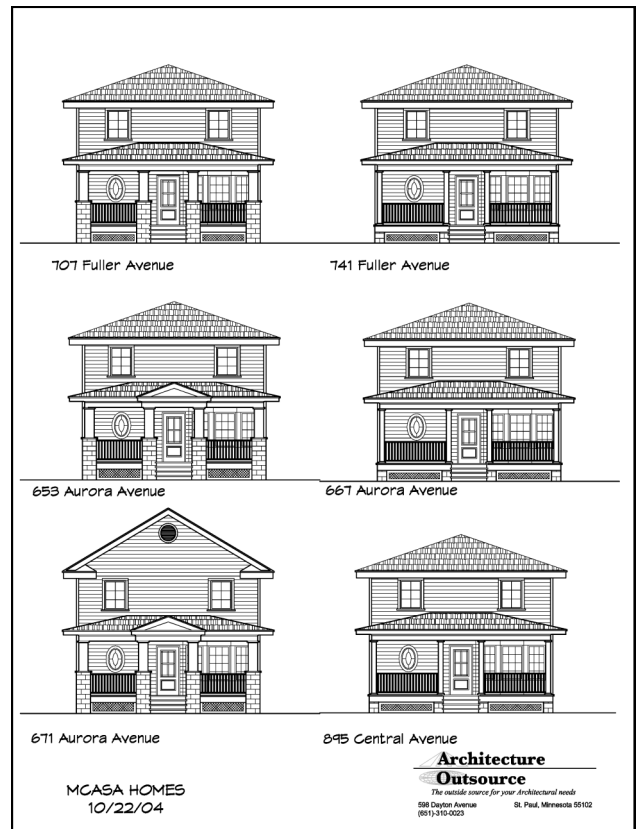 707 Fuller Avenue
741 Fuller Avenue
653 Aurora Avenue
667 Aurora Avenue
671 Aurora Avenue
895 Central Avenue
MCASA HOMES
10/22/04
Architecture
Outsource
The outside source for your Architectural needs
598 Dayton Avenue St. Paul, Minnesota 55102
(651)-310-0023